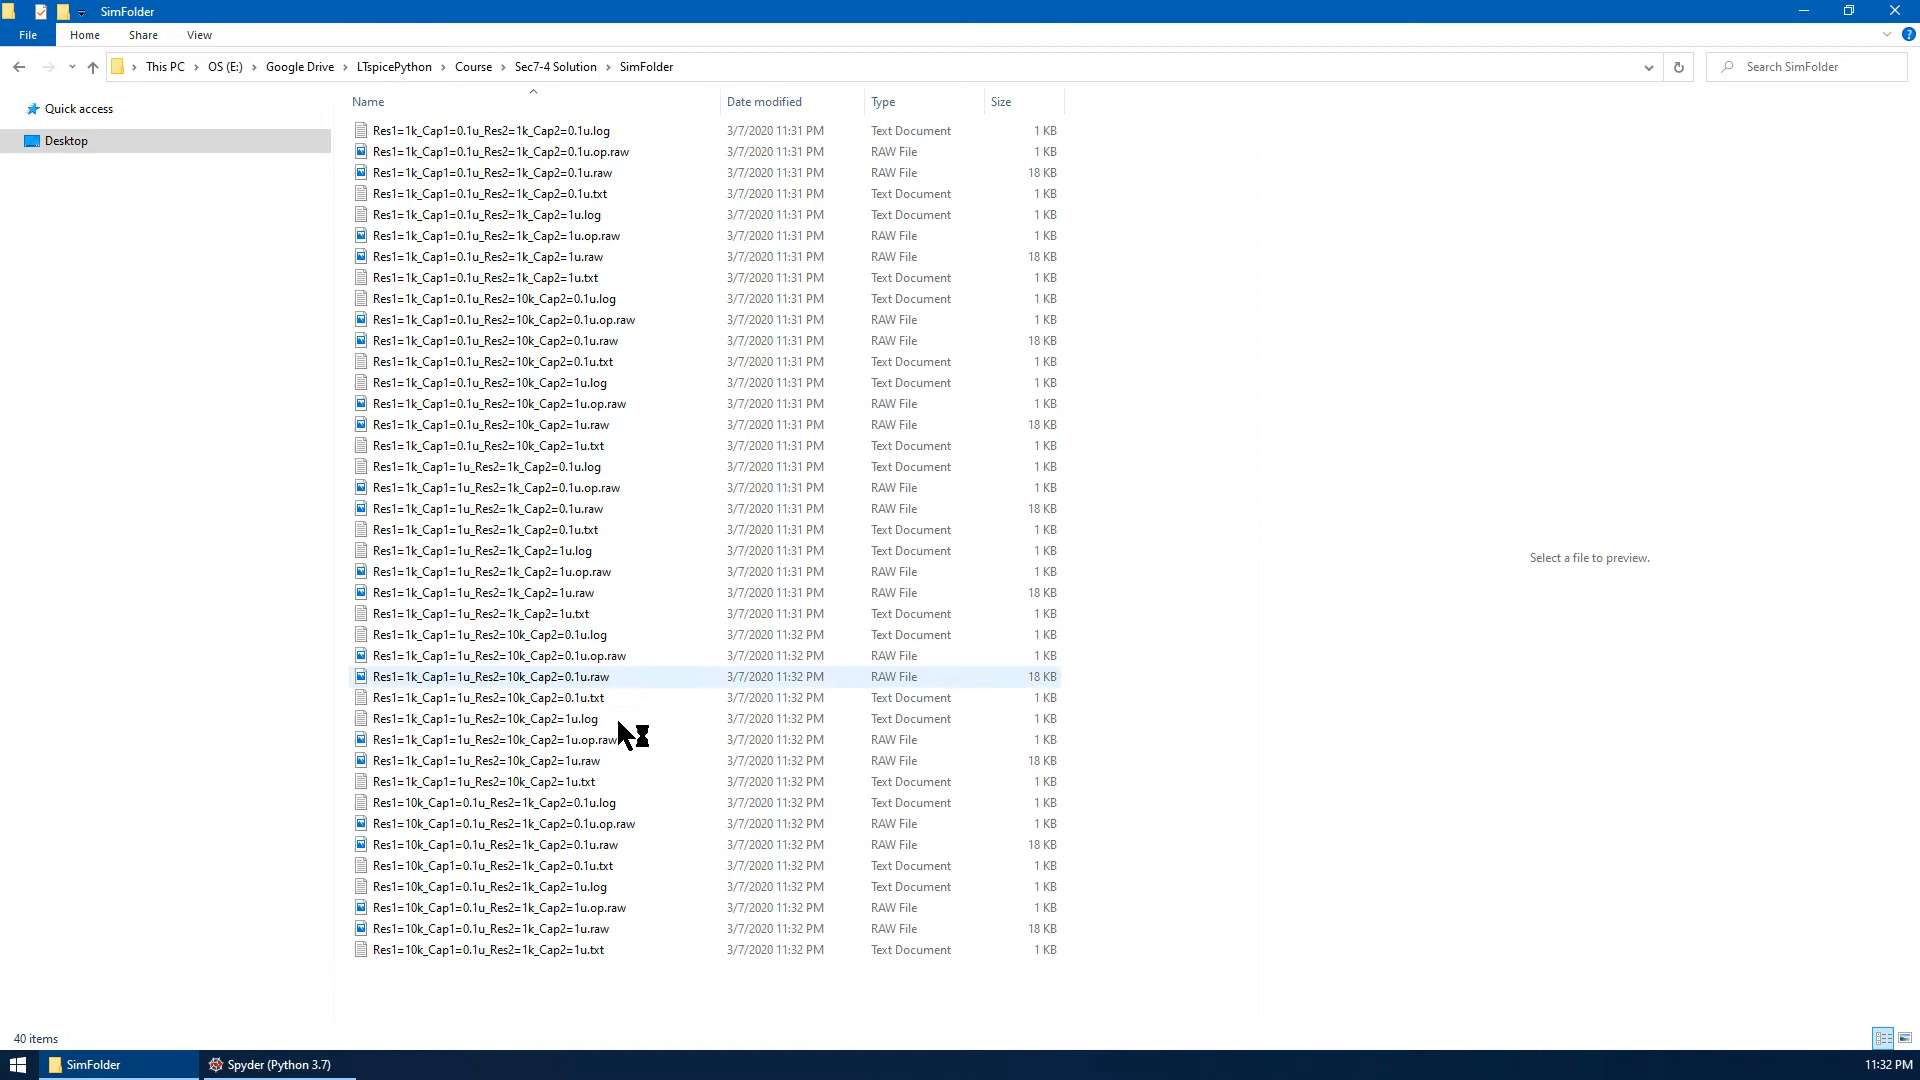 SimFolder
File Home Share View
This PC OS (E:) Google Drive LTspicePython Course Sec7-4 Solution SimFolder Search SimFolder
Quick access
Desktop
Name Date modified Type Size
Res1=1k_Cap1=0.1u_Res2=1k_Cap2=0.1u.log 3/7/2020 11:31 PM Text Document 1 KB
Res1=1k_Cap1=0.1u_Res2=1k_Cap2=0.1u.op.raw 3/7/2020 11:31 PM RAW File 1 KB
Res1=1k_Cap1=0.1u_Res2=1k_Cap2=0.1u.raw 3/7/2020 11:31 PM RAW File 18 KB
Res1=1k_Cap1=0.1u_Res2=1k_Cap2=0.1u.txt 3/7/2020 11:31 PM Text Document 1 KB
Res1=1k_Cap1=0.1u_Res2=1k_Cap2=1u.log 3/7/2020 11:31 PM Text Document 1 KB
Res1=1k_Cap1=0.1u_Res2=1k_Cap2=1u.op.raw 3/7/2020 11:31 PM RAW File 1 KB
Res1=1k_Cap1=0.1u_Res2=1k_Cap2=1u.raw 3/7/2020 11:31 PM RAW File 18 KB
Res1=1k_Cap1=0.1u_Res2=1k_Cap2=1u.txt 3/7/2020 11:31 PM Text Document 1 KB
Res1=1k_Cap1=0.1u_Res2=10k_Cap2=0.1u.log 3/7/2020 11:31 PM Text Document 1 KB
Res1=1k_Cap1=0.1u_Res2=10k_Cap2=0.1u.op.raw 3/7/2020 11:31 PM RAW File 1 KB
Res1=1k_Cap1=0.1u_Res2=10k_Cap2=0.1u.raw 3/7/2020 11:31 PM RAW File 18 KB
Res1=1k_Cap1=0.1u_Res2=10k_Cap2=0.1u.txt 3/7/2020 11:31 PM Text Document 1 KB
Res1=1k_Cap1=0.1u_Res2=10k_Cap2=1u.log 3/7/2020 11:31 PM Text Document 1 KB
Res1=1k_Cap1=0.1u_Res2=10k_Cap2=1u.op.raw 3/7/2020 11:31 PM RAW File 1 KB
Res1=1k_Cap1=0.1u_Res2=10k_Cap2=1u.raw 3/7/2020 11:31 PM RAW File 18 KB
Res1=1k_Cap1=0.1u_Res2=10k_Cap2=1u.txt 3/7/2020 11:31 PM Text Document 1 KB
Res1=1k_Cap1=1u_Res2=1k_Cap2=0.1u.log 3/7/2020 11:31 PM Text Document 1 KB
Res1=1k_Cap1=1u_Res2=1k_Cap2=0.1u.op.raw 3/7/2020 11:31 PM RAW File 1 KB
Res1=1k_Cap1=1u_Res2=1k_Cap2=0.1u.raw 3/7/2020 11:31 PM RAW File 18 KB
Res1=1k_Cap1=1u_Res2=1k_Cap2=0.1u.txt 3/7/2020 11:31 PM Text Document 1 KB
Res1=1k_Cap1=1u_Res2=1k_Cap2=1u.log 3/7/2020 11:31 PM Text Document 1 KB
Res1=1k_Cap1=1u_Res2=1k_Cap2=1u.op.raw 3/7/2020 11:31 PM RAW File 1 KB
Res1=1k_Cap1=1u_Res2=1k_Cap2=1u.raw 3/7/2020 11:31 PM RAW File 18 KB
Res1=1k_Cap1=1u_Res2=1k_Cap2=1u.txt 3/7/2020 11:31 PM Text Document 1 KB
Res1=1k_Cap1=1u_Res2=10k_Cap2=0.1u.log 3/7/2020 11:32 PM Text Document 1 KB
Res1=1k_Cap1=1u_Res2=10k_Cap2=0.1u.op.raw 3/7/2020 11:32 PM RAW File 1 KB
Res1=1k_Cap1=1u_Res2=10k_Cap2=0.1u.raw 3/7/2020 11:32 PM RAW File 18 KB
Res1=1k_Cap1=1u_Res2=10k_Cap2=0.1u.txt 3/7/2020 11:32 PM Text Document 1 KB
Res1=1k_Cap1=1u_Res2=10k_Cap2=1u.log 3/7/2020 11:32 PM Text Document 1 KB
Res1=1k_Cap1=1u_Res2=10k_Cap2=1u.op.raw 3/7/2020 11:32 PM RAW File 1 KB
Res1=1k_Cap1=1u_Res2=10k_Cap2=1u.raw 3/7/2020 11:32 PM RAW File 18 KB
Res1=1k_Cap1=1u_Res2=10k_Cap2=1u.txt 3/7/2020 11:32 PM Text Document 1 KB
Res1=10k_Cap1=0.1u_Res2=1k_Cap2=0.1u.log 3/7/2020 11:32 PM Text Document 1 KB
Res1=10k_Cap1=0.1u_Res2=1k_Cap2=0.1u.op.raw 3/7/2020 11:32 PM RAW File 1 KB
Res1=10k_Cap1=0.1u_Res2=1k_Cap2=0.1u.raw 3/7/2020 11:32 PM RAW File 18 KB
Res1=10k_Cap1=0.1u_Res2=1k_Cap2=0.1u.txt 3/7/2020 11:32 PM Text Document 1 KB
Res1=10k_Cap1=0.1u_Res2=1k_Cap2=1u.log 3/7/2020 11:32 PM Text Document 1 KB
Res1=10k_Cap1=0.1u_Res2=1k_Cap2=1u.op.raw 3/7/2020 11:32 PM RAW File 1 KB
Res1=10k_Cap1=0.1u_Res2=1k_Cap2=1u.raw 3/7/2020 11:32 PM RAW File 18 KB
Res1=10k_Cap1=0.1u_Res2=1k_Cap2=1u.txt 3/7/2020 11:32 PM Text Document 1 KB
Select a file to preview.
40 items
SimFolder Spyder (Python 3.7) 11:32 PM